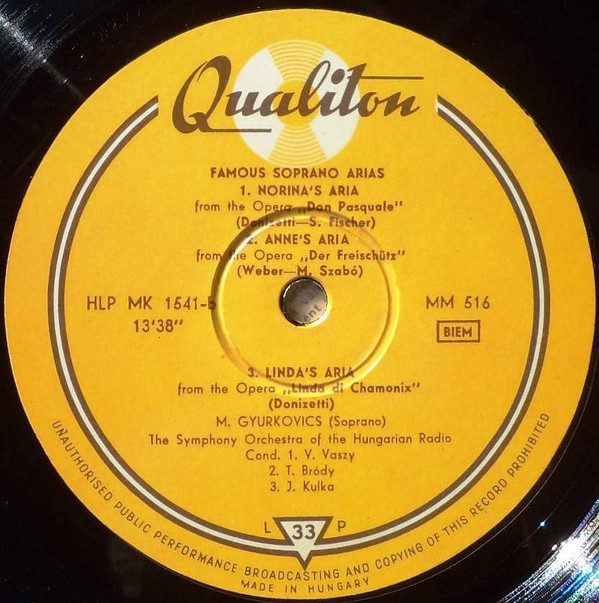 Qualiton
FAMOUS SOPRANO ARIAS
1. NORINA'S ARIA
from the Opera „Don Pasquale"
(Donizetti—S. Fischer)
2. ANNE'S ARIA
from the Opera „Der Freischütz"
(Weber—M. Szabó)
HLP MK 1541-b
13'38"
MM 516
BIEM
3. LINDA'S ARIA
from the Opera „Linda di Chamonix"
(Donizetti)
M. GYURKOVICS (Soprano)
The Symphony Orchestra of the Hungarian Radio
Cond. 1. V. Vaszy
2. T. Bródy
3. J. Kulka
L 33 P
UNAUTHORISED PUBLIC PERFORMANCE BROADCASTING AND COPYING OF THIS RECORD PROHIBITED
MADE IN HUNGARY